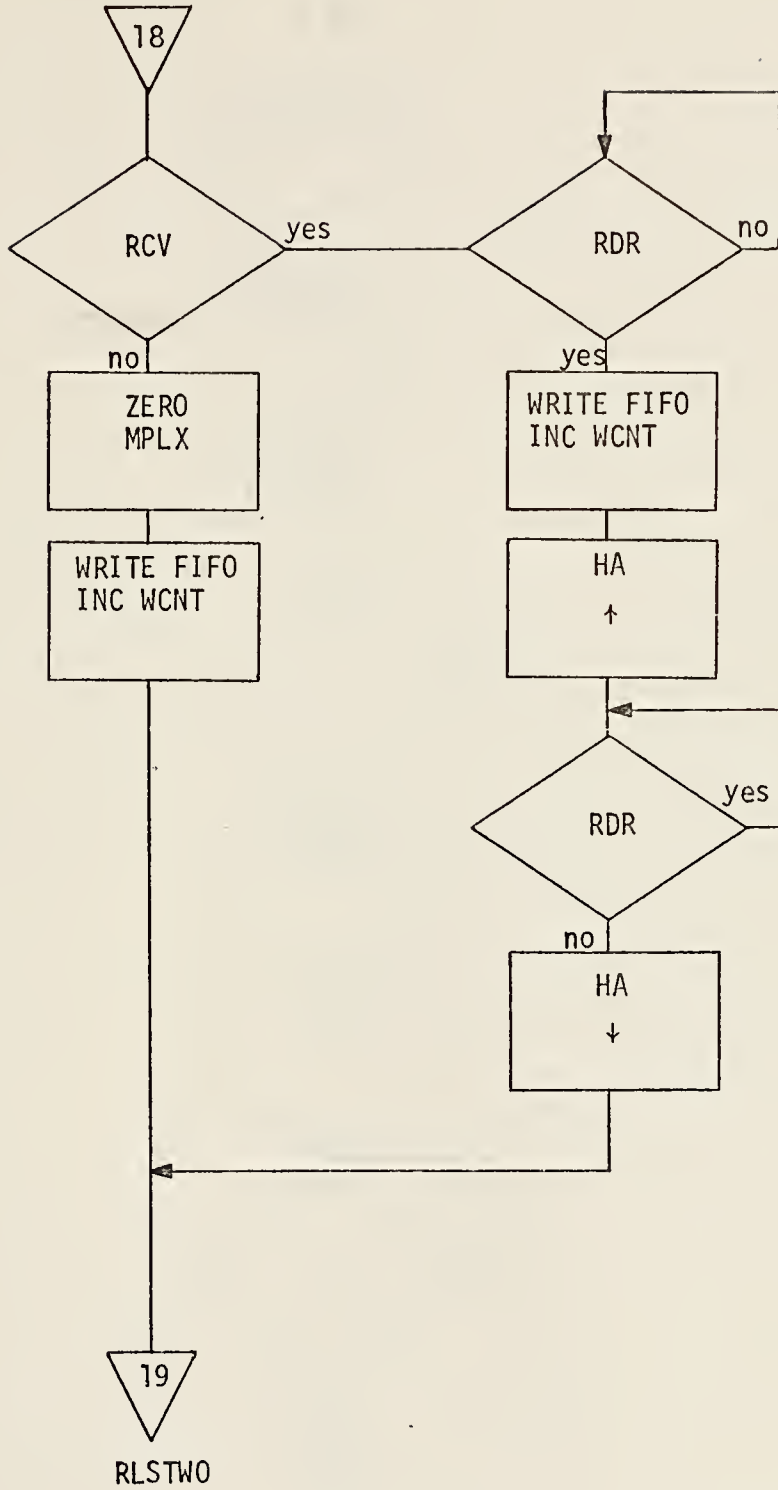 18
RCV
yes
RDR
no
no
yes
ZERO
MPLX
WRITE FIFO
INC WCNT
WRITE FIFO
INC WCNT
HA
↑
RDR
yes
no
HA
↓
19
RLSTWO